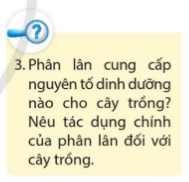 ?
3. Phân lân cung cấp
nguyên tố dinh dưỡng
nào cho cây trồng?
Nêu tác dụng chính
của phân lân đối với
cây trồng.